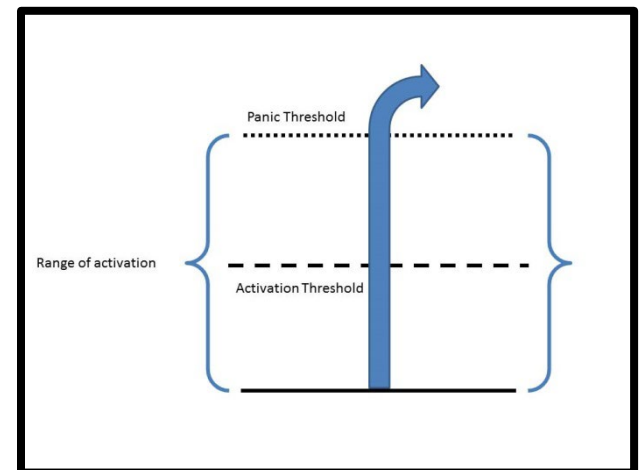 Panic Threshold
Range of activation
Activation Threshold